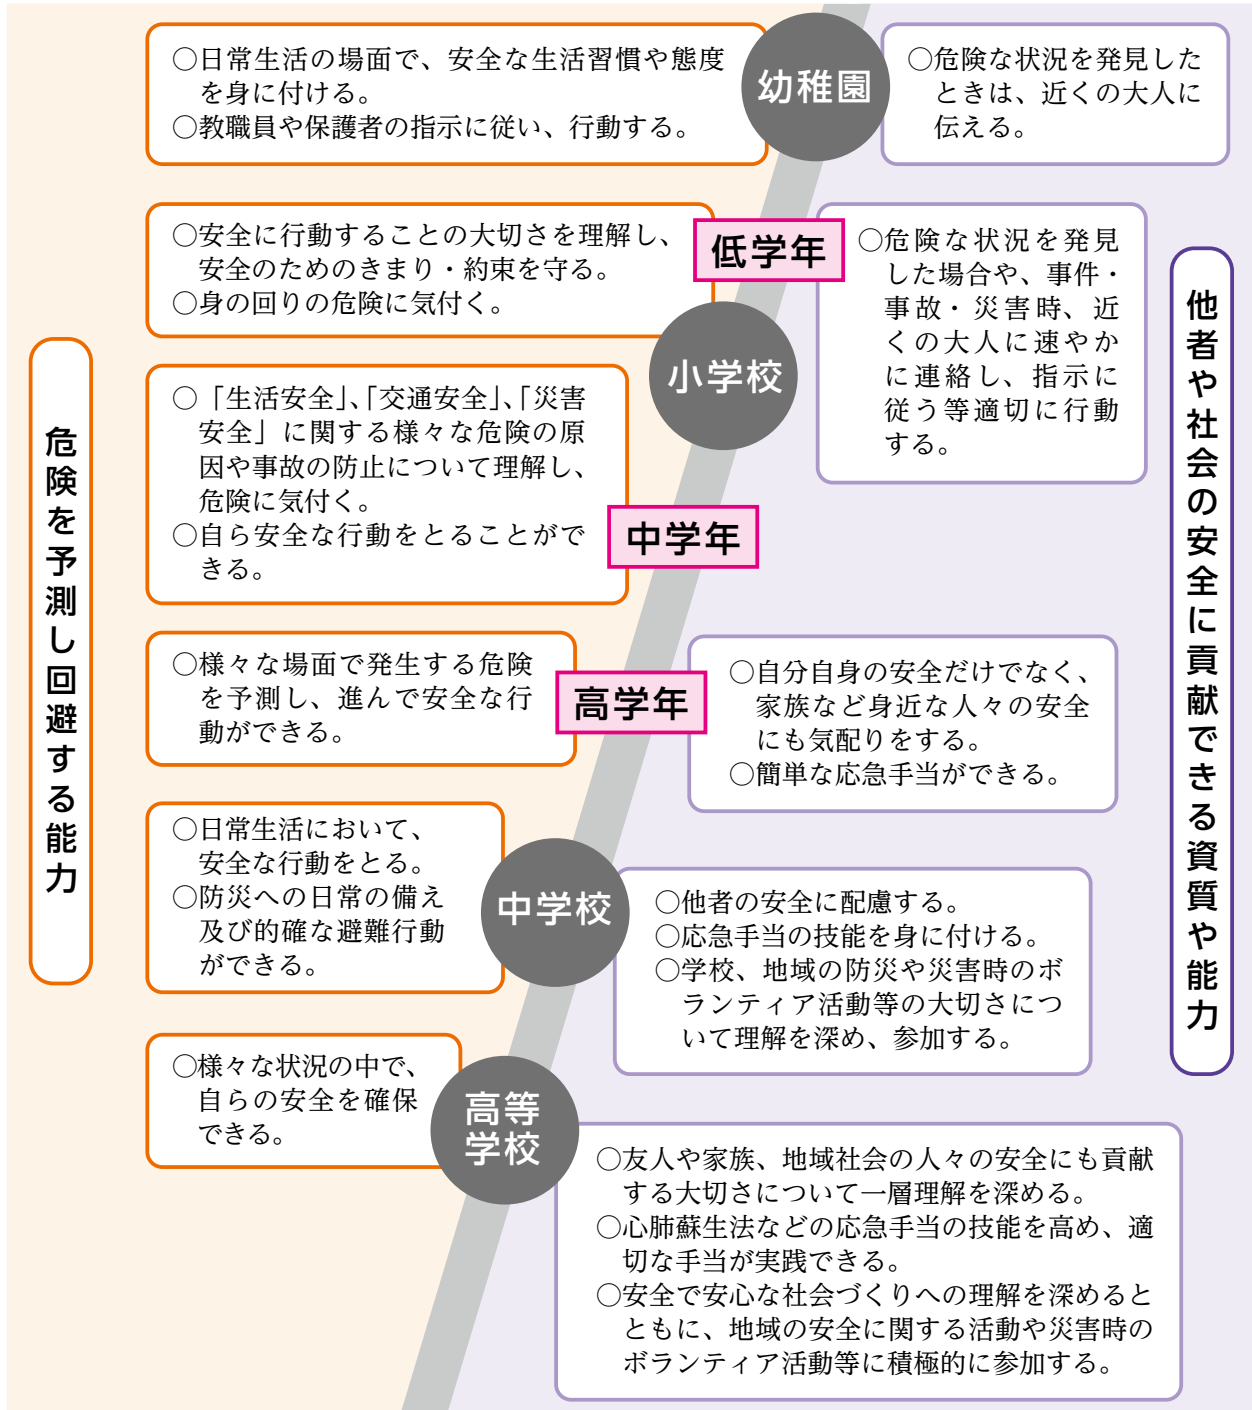 ○日常生活の場面で、安全な生活習慣や態度
を身に付ける。
○教職員や保護者の指示に従い、行動する。
幼稚園
○危険な状況を発見した
ときは、近くの大人に
伝える。
○安全に行動することの大切さを理解し、
安全のためのきまり・約束を守る。
○身の回りの危険に気付く。
低学年
○危険な状況を発見
した場合や、事件・
事故・災害時、近
くの大人に速やか
に連絡し、指示に
従う等適切に行動
する。
小学校
○「生活安全」、「交通安全」、「災害
安全」に関する様々な危険の原
因や事故の防止について理解し、
危険に気付く。
○自ら安全な行動をとることがで
きる。
中学年
○様々な場面で発生する危険
を予測し、進んで安全な行
動ができる。
高学年
○自分自身の安全だけでなく、
家族など身近な人々の安全
にも気配りをする。
○簡単な応急手当ができる。
○日常生活において、
安全な行動をとる。
○防災への日常の備え
及び的確な避難行動
ができる。
中学校
○他者の安全に配慮する。
○応急手当の技能を身に付ける。
○学校、地域の防災や災害時のボ
ランティア活動等の大切さにつ
いて理解を深め、参加する。
○様々な状況の中で、
自らの安全を確保
できる。
高等
学校
○友人や家族、地域社会の人々の安全にも貢献
する大切さについて一層理解を深める。
○心肺蘇生法などの応急手当の技能を高め、適
切な手当が実践できる。
○安全で安心な社会づくりへの理解を深めると
ともに、地域の安全に関する活動や災害時の
ボランティア活動等に積極的に参加する。
危険を予測し回避する能力
他者や社会の安全に貢献できる資質や能力